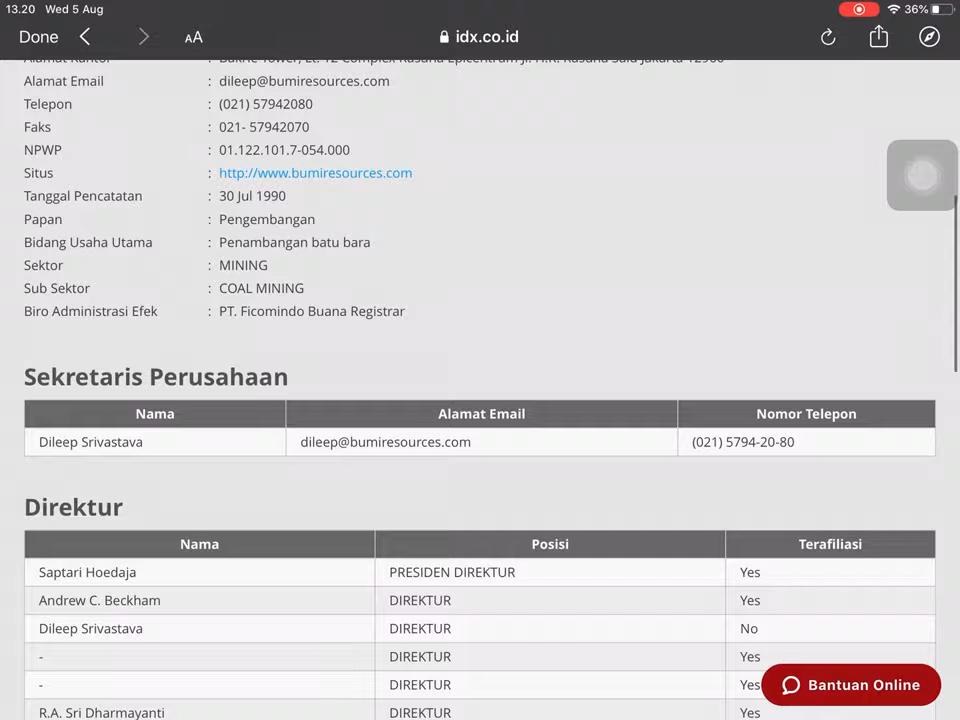 13.20 Wed 5 Aug
36%
Done
AA
idx.co.id
Alamat Email : dileep@bumiresources.com
Telepon : (021) 57942080
Faks : 021- 57942070
NPWP : 01.122.101.7-054.000
Situs : http://www.bumiresources.com
Tanggal Pencatatan : 30 Jul 1990
Papan : Pengembangan
Bidang Usaha Utama : Penambangan batu bara
Sektor : MINING
Sub Sektor : COAL MINING
Biro Administrasi Efek : PT. Ficomindo Buana Registrar
Sekretaris Perusahaan
Nama Alamat Email Nomor Telepon
Dileep Srivastava dileep@bumiresources.com (021) 5794-20-80
Direktur
Nama Posisi Terafiliasi
Saptari Hoedaja PRESIDEN DIREKTUR Yes
Andrew C. Beckham DIREKTUR Yes
Dileep Srivastava DIREKTUR No
- DIREKTUR Yes
- DIREKTUR Yes
R.A. Sri Dharmayanti DIREKTUR Yes
Bantuan Online